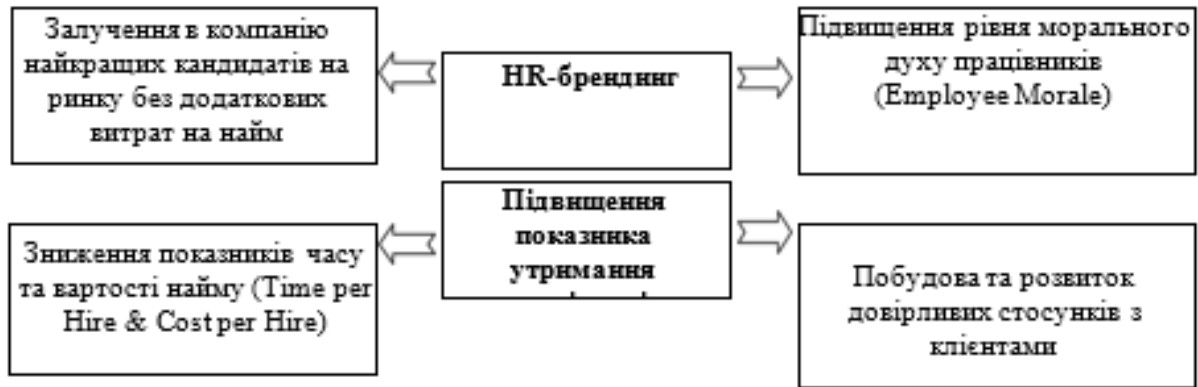 Залучення в компанію
найкращих кандидатів на
ринку без додаткових
витрат на найм
HR-брендинг
Підвищення рівня морального
духу працівників
(Employee Morale)
Зниження показників часу
та вартості найму (Time per
Hire & Cost per Hire)
Підвищення
показника
утримання
Побудова та розвиток
довірливих стосунків з
клієнтами